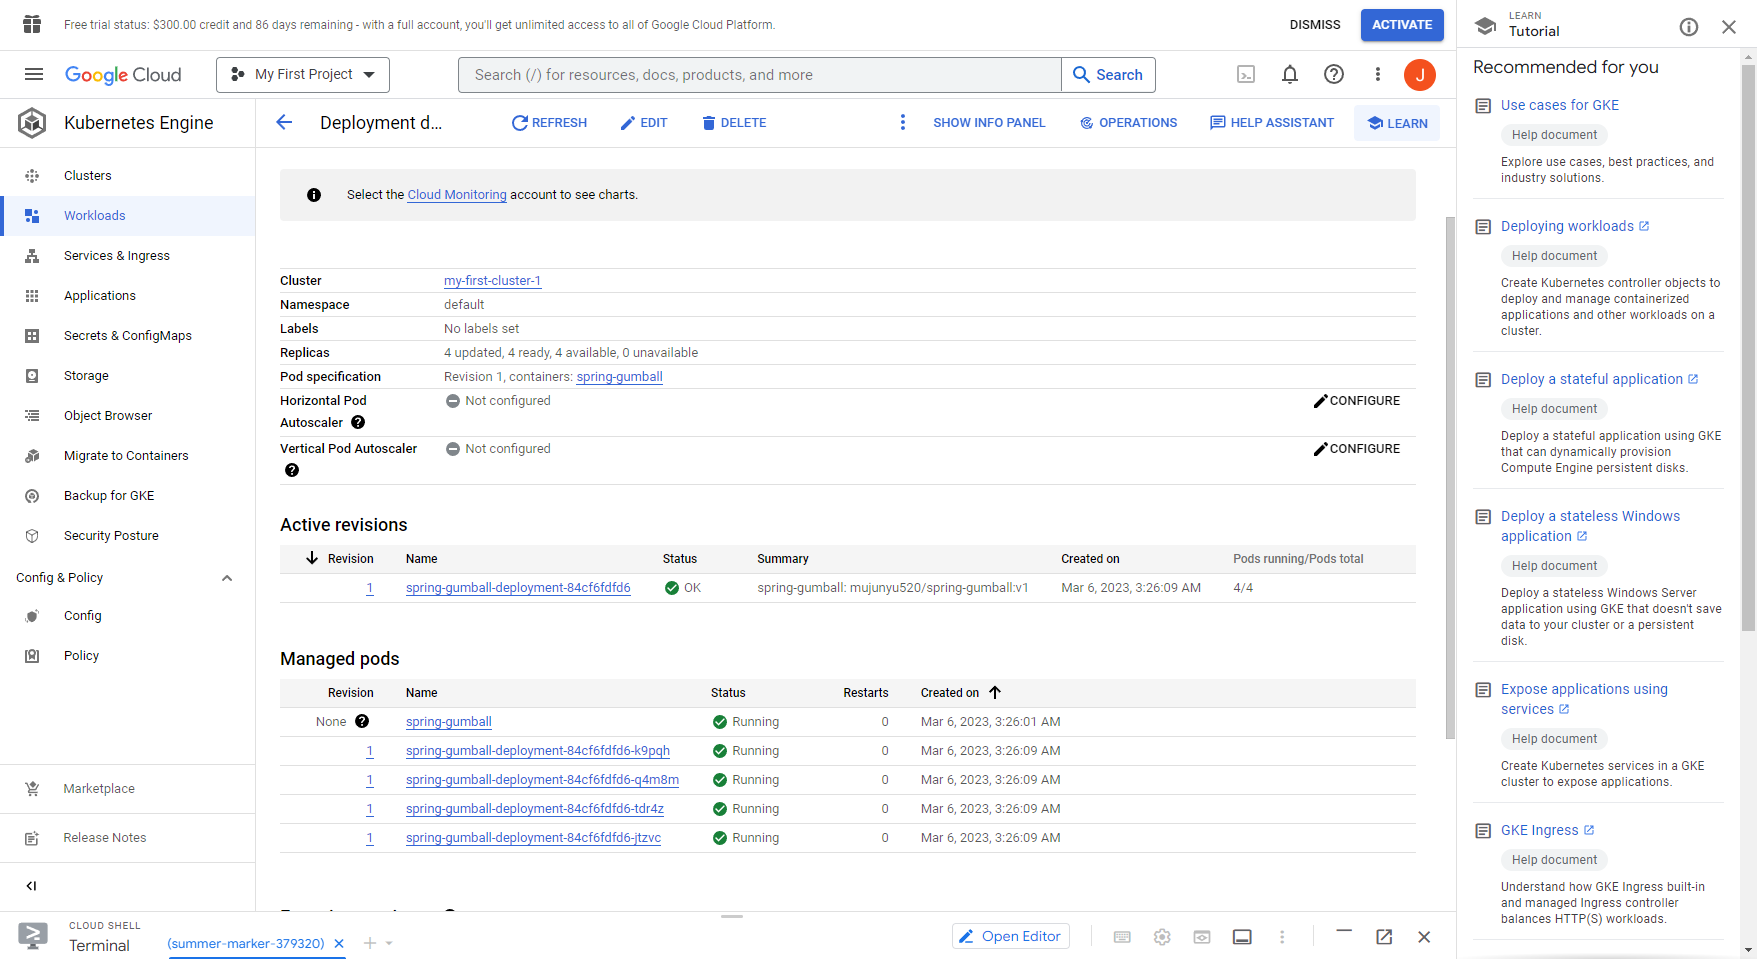 Free trial status: $300.00 credit and 86 days remaining - with a full account, you'll get unlimited access to all of Google Cloud Platform.
DISMISS
ACTIVATE
Google Cloud
My First Project
Search (/) for resources, docs, products, and more
Search
J
Kubernetes Engine
Deployment d...
REFRESH
EDIT
DELETE
SHOW INFO PANEL
OPERATIONS
HELP ASSISTANT
LEARN
Clusters
Workloads
Services & Ingress
Applications
Secrets & ConfigMaps
Storage
Object Browser
Migrate to Containers
Backup for GKE
Security Posture
Config & Policy
Config
Policy
Marketplace
Release Notes
Select the Cloud Monitoring account to see charts.
Cluster my-first-cluster-1
Namespace default
Labels No labels set
Replicas 4 updated, 4 ready, 4 available, 0 unavailable
Pod specification Revision 1, containers: spring-gumball
Horizontal Pod Not configured CONFIGURE
Autoscaler
Vertical Pod Autoscaler Not configured CONFIGURE
Active revisions
Revision Name Status Summary Created on Pods running/Pods total
1 spring-gumball-deployment-84cf6fdfd6 OK spring-gumball: mujunyu520/spring-gumball:v1 Mar 6, 2023, 3:26:09 AM 4/4
Managed pods
Revision Name Status Restarts Created on
None spring-gumball Running 0 Mar 6, 2023, 3:26:01 AM
1 spring-gumball-deployment-84cf6fdfd6-k9pqh Running 0 Mar 6, 2023, 3:26:09 AM
1 spring-gumball-deployment-84cf6fdfd6-q4m8m Running 0 Mar 6, 2023, 3:26:09 AM
1 spring-gumball-deployment-84cf6fdfd6-tdr4z Running 0 Mar 6, 2023, 3:26:09 AM
1 spring-gumball-deployment-84cf6fdfd6-jtzvc Running 0 Mar 6, 2023, 3:26:09 AM
CLOUD SHELL
Terminal
(summer-marker-379320)
Open Editor
LEARN
Tutorial
Recommended for you
Use cases for GKE
Help document
Explore use cases, best practices, and
industry solutions.
Deploying workloads
Help document
Create Kubernetes controller objects to
deploy and manage containerized
applications and other workloads on a
cluster.
Deploy a stateful application
Help document
Deploy a stateful application using GKE
that can dynamically provision
Compute Engine persistent disks.
Deploy a stateless Windows
application
Help document
Deploy a stateless Windows Server
application using GKE that doesn't save
data to your cluster or a persistent
disk.
Expose applications using
services
Help document
Create Kubernetes services in a GKE
cluster to expose applications.
GKE Ingress
Help document
Understand how GKE Ingress built-in
and managed Ingress controller
balances HTTP(S) workloads.